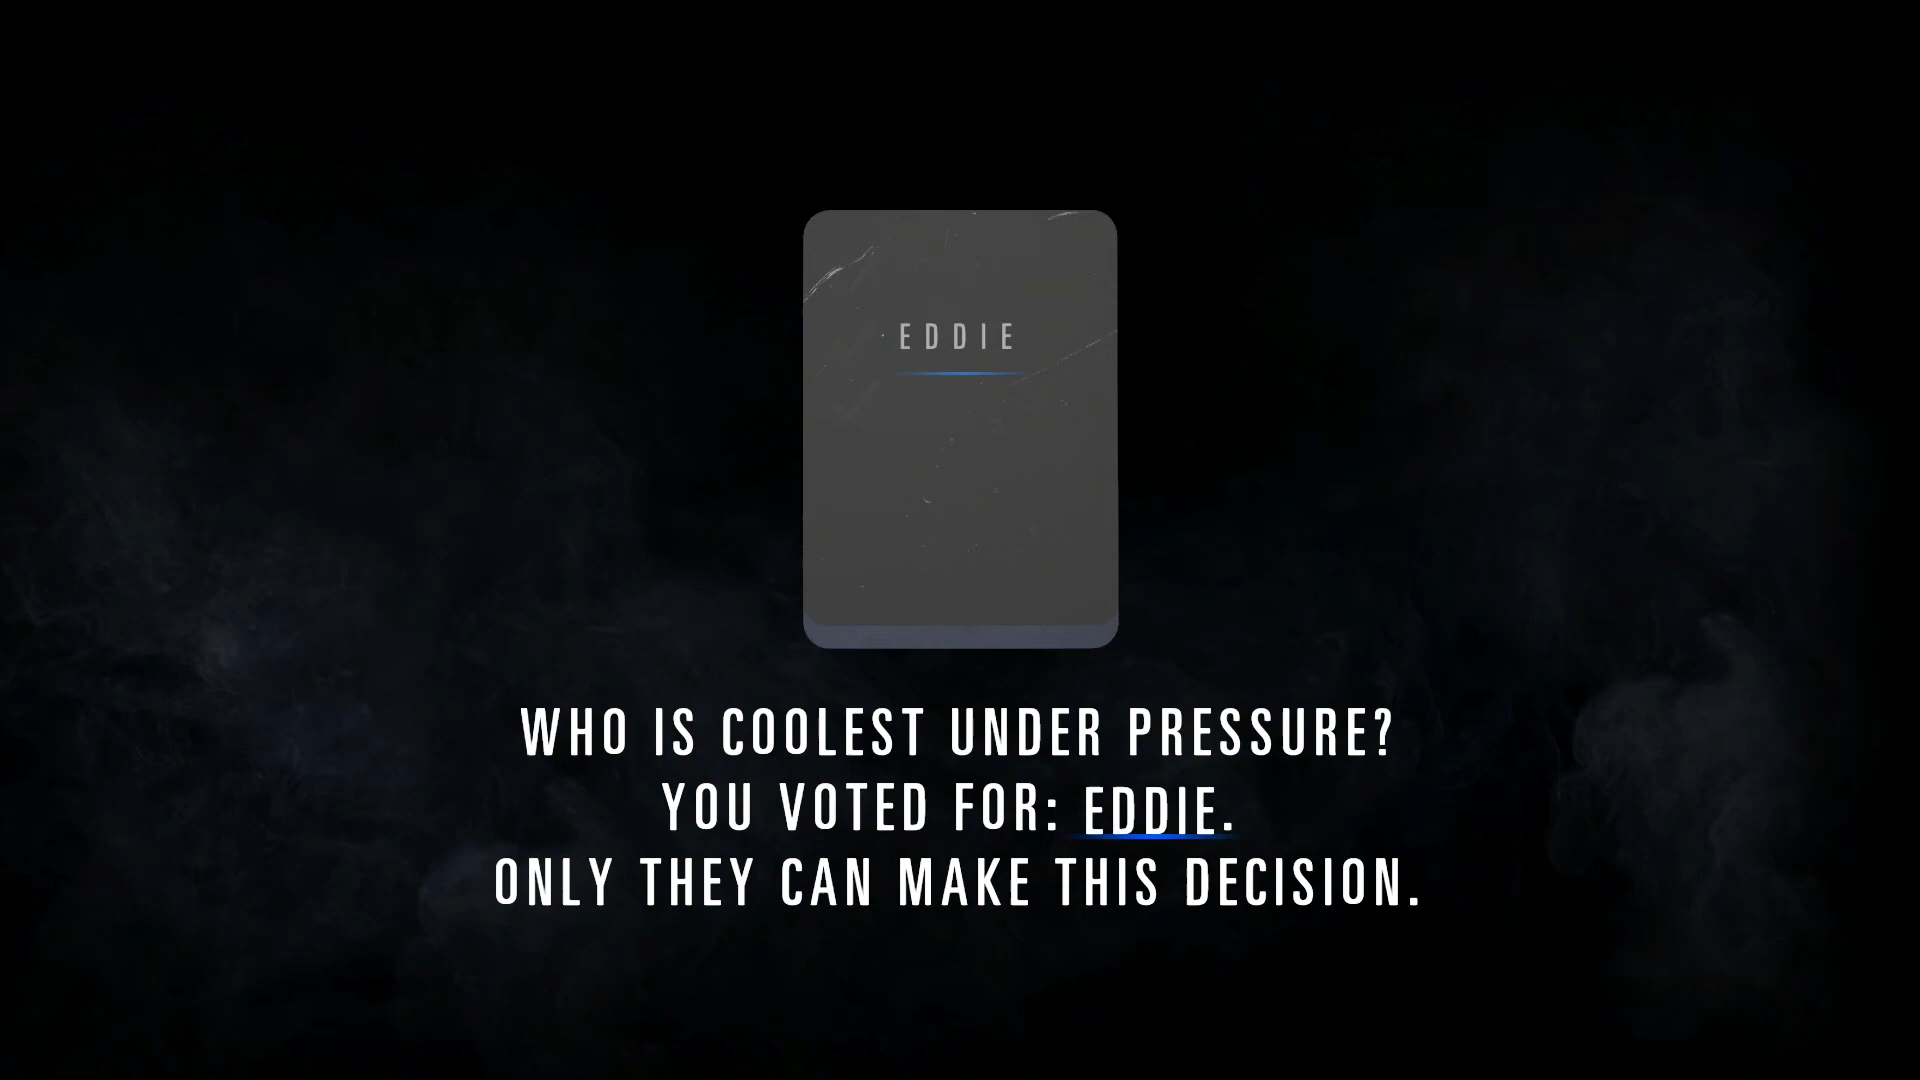 EDDIE
WHO IS COOLEST UNDER PRESSURE?
YOU VOTED FOR: EDDIE.
ONLY THEY CAN MAKE THIS DECISION.